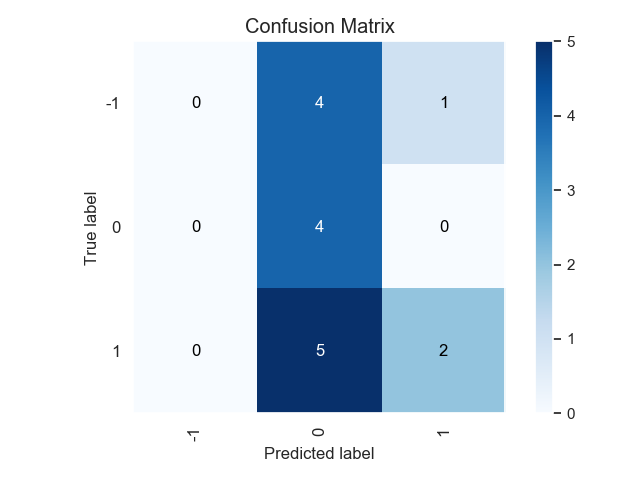 Confusion Matrix
True label
-1 0 4 1
0 0 4 0
1 0 5 2
-1 0 1
Predicted label
5
4
3
2
1
0